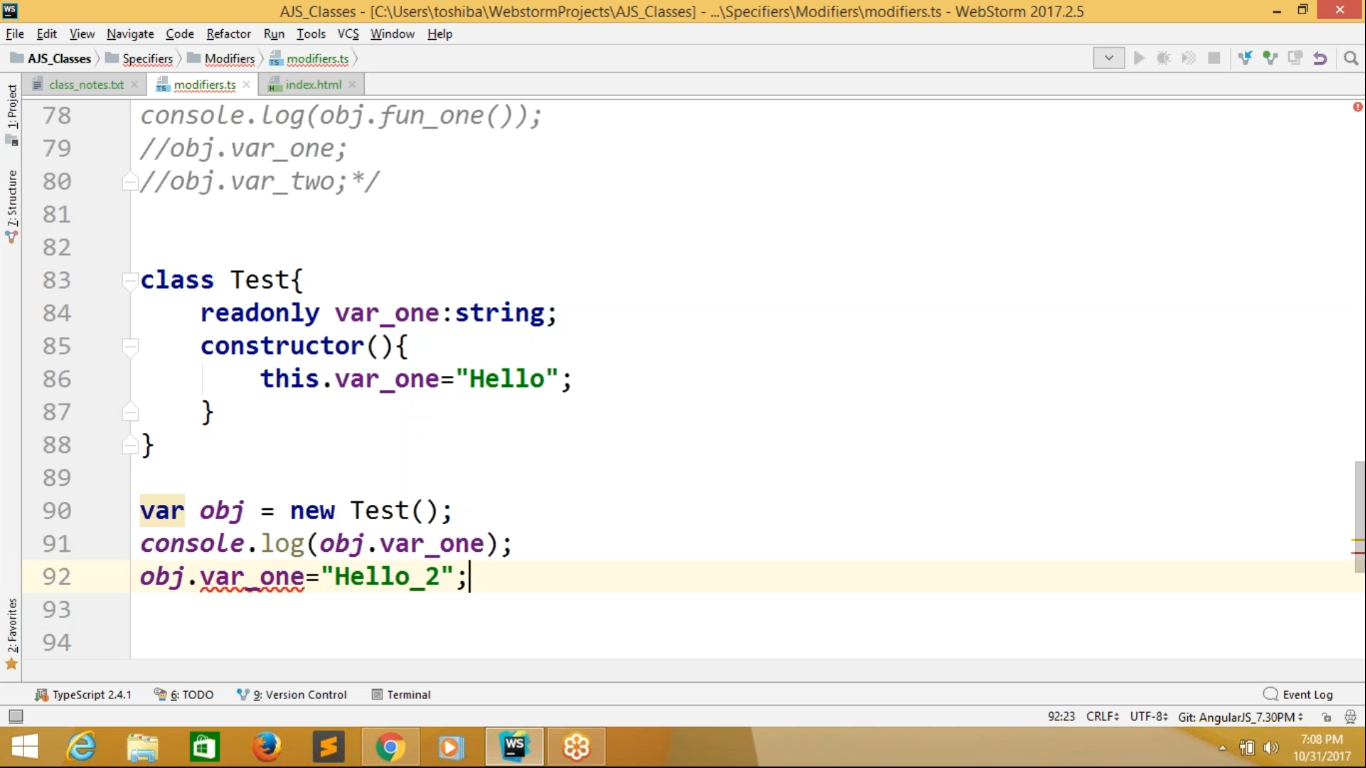 WS AJS_Classes - [C:\Users\toshiba\WebstormProjects\AJS_Classes] - ...\Specifiers\Modifiers\modifiers.ts - WebStorm 2017.2.5
File Edit View Navigate Code Refactor Run Tools VCS Window Help
AJS_Classes Specifiers Modifiers modifiers.ts
class_notes.txt modifiers.ts index.html
1: Project
7: Structure
2: Favorites
78 console.log(obj.fun_one());
79 //obj.var_one;
80 //obj.var_two;*/
81
82
83 class Test{
84 readonly var_one:string;
85 constructor(){
86 this.var_one="Hello";
87 }
88 }
89
90 var obj = new Test();
91 console.log(obj.var_one);
92 obj.var_one="Hello_2";
93
94
TypeScript 2.4.1 6: TODO 9: Version Control Terminal Event Log
92:23 CRLF UTF-8 Git: AngularJS_7.30PM
WS
7:08 PM
10/31/2017